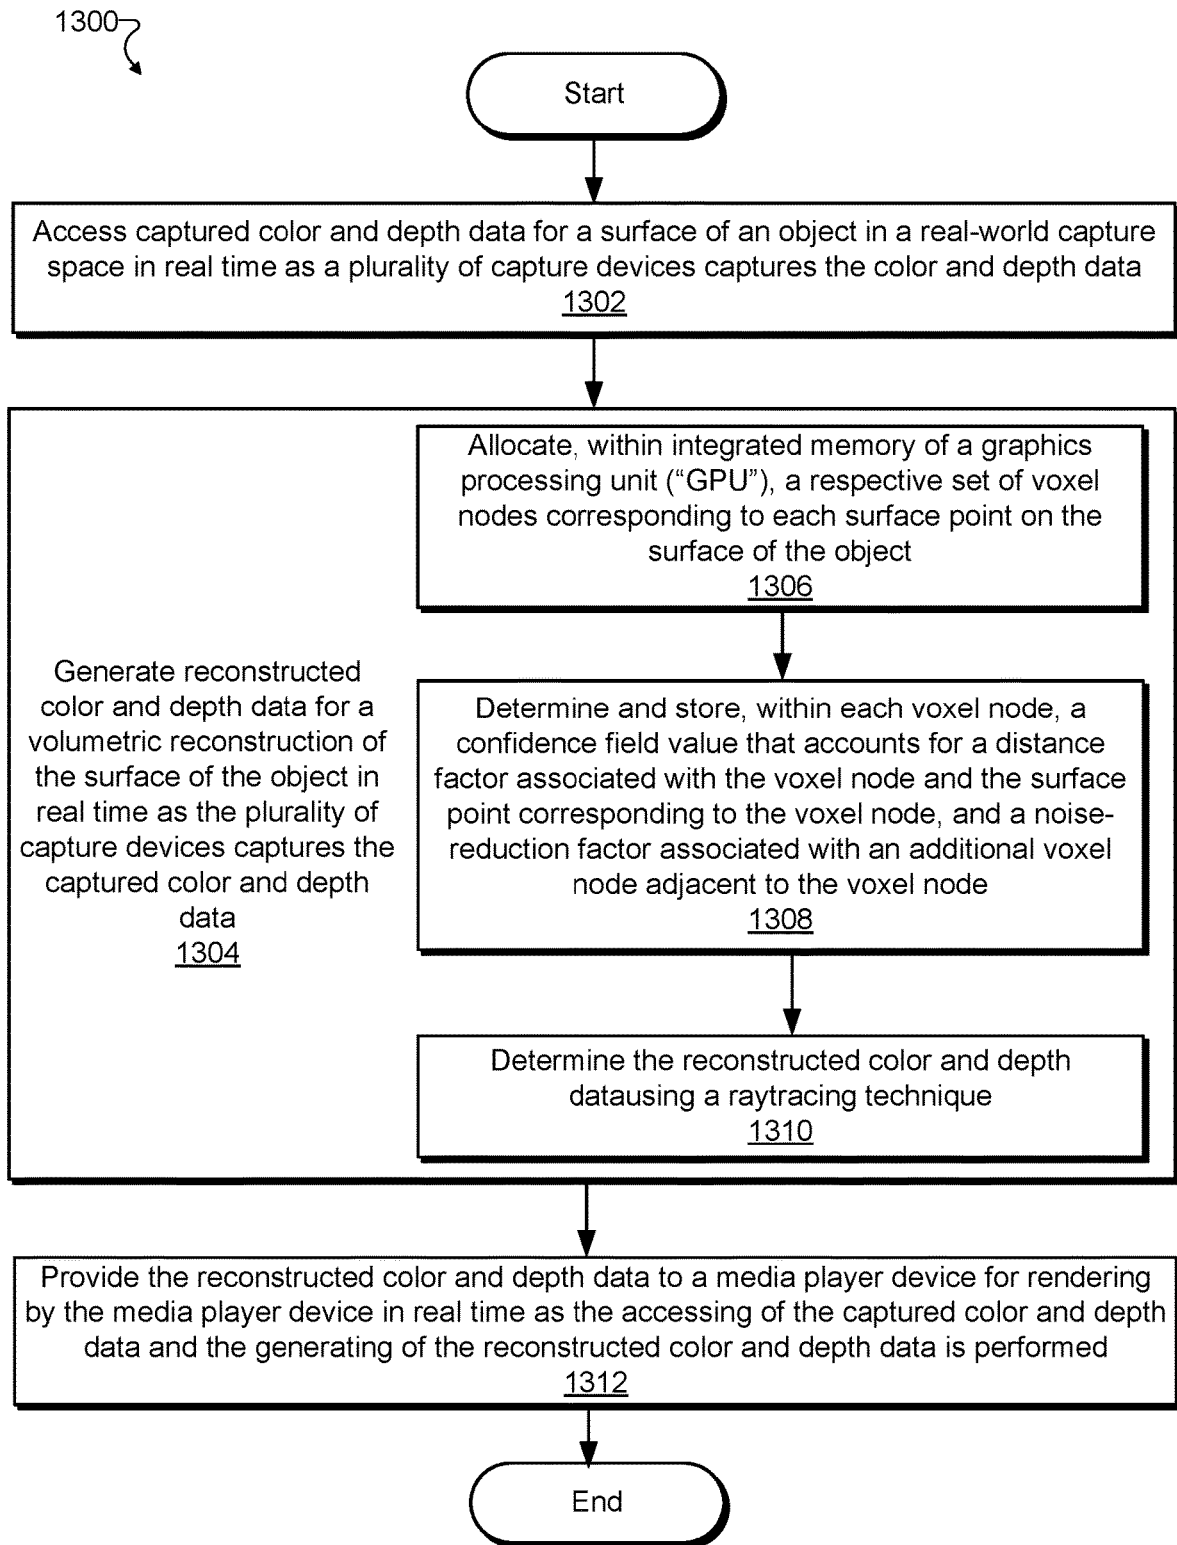 1300
Start
Access captured color and depth data for a surface of an object in a real-world capture
space in real time as a plurality of capture devices captures the color and depth data
1302
Generate reconstructed
color and depth data for a
volumetric reconstruction of
the surface of the object in
real time as the plurality of
capture devices captures the
captured color and depth
data
1304
Allocate, within integrated memory of a graphics
processing unit (“GPU”), a respective set of voxel
nodes corresponding to each surface point on the
surface of the object
1306
Determine and store, within each voxel node, a
confidence field value that accounts for a distance
factor associated with the voxel node and the surface
point corresponding to the voxel node, and a noise-
reduction factor associated with an additional voxel
node adjacent to the voxel node
1308
Determine the reconstructed color and depth
datausing a raytracing technique
1310
Provide the reconstructed color and depth data to a media player device for rendering
by the media player device in real time as the accessing of the captured color and depth
data and the generating of the reconstructed color and depth data is performed
1312
End